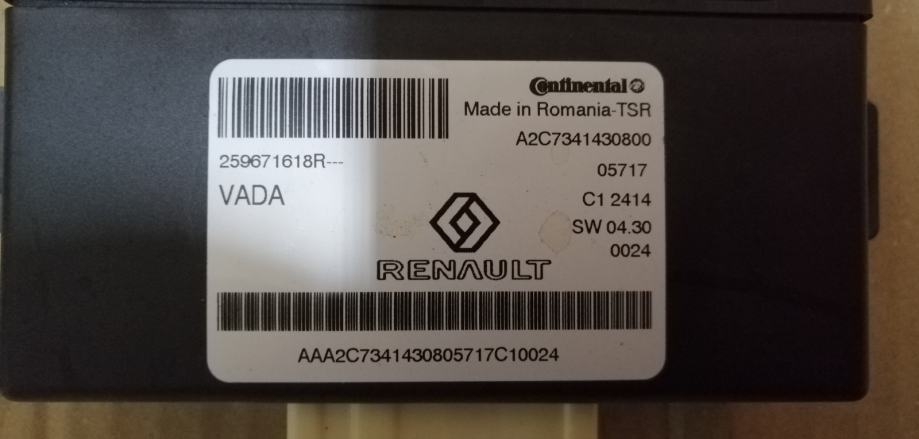 Continental
Made in Romania-TSR
A2C7341430800
259671618R---
05717
VADA
C1 2414
SW 04.30
0024
RENAULT
AAA2C7341430805717C10024